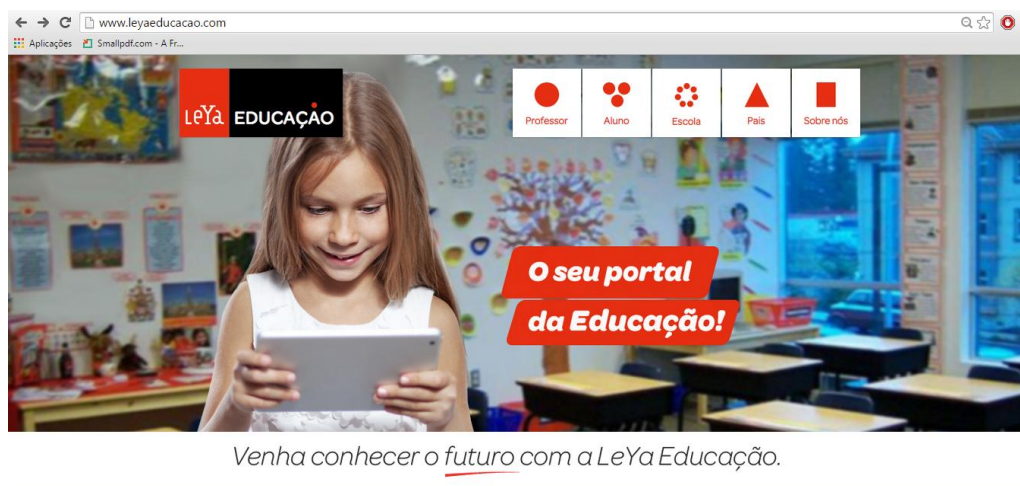 www.leyaeducacao.com
Aplicações Smallpdf.com - A Fr...
LeYa EDUCAÇÃO
Professor Aluno Escola Pais Sobre nós
O seu portal
da Educação!
Venha conhecer o futuro com a LeYa Educação.